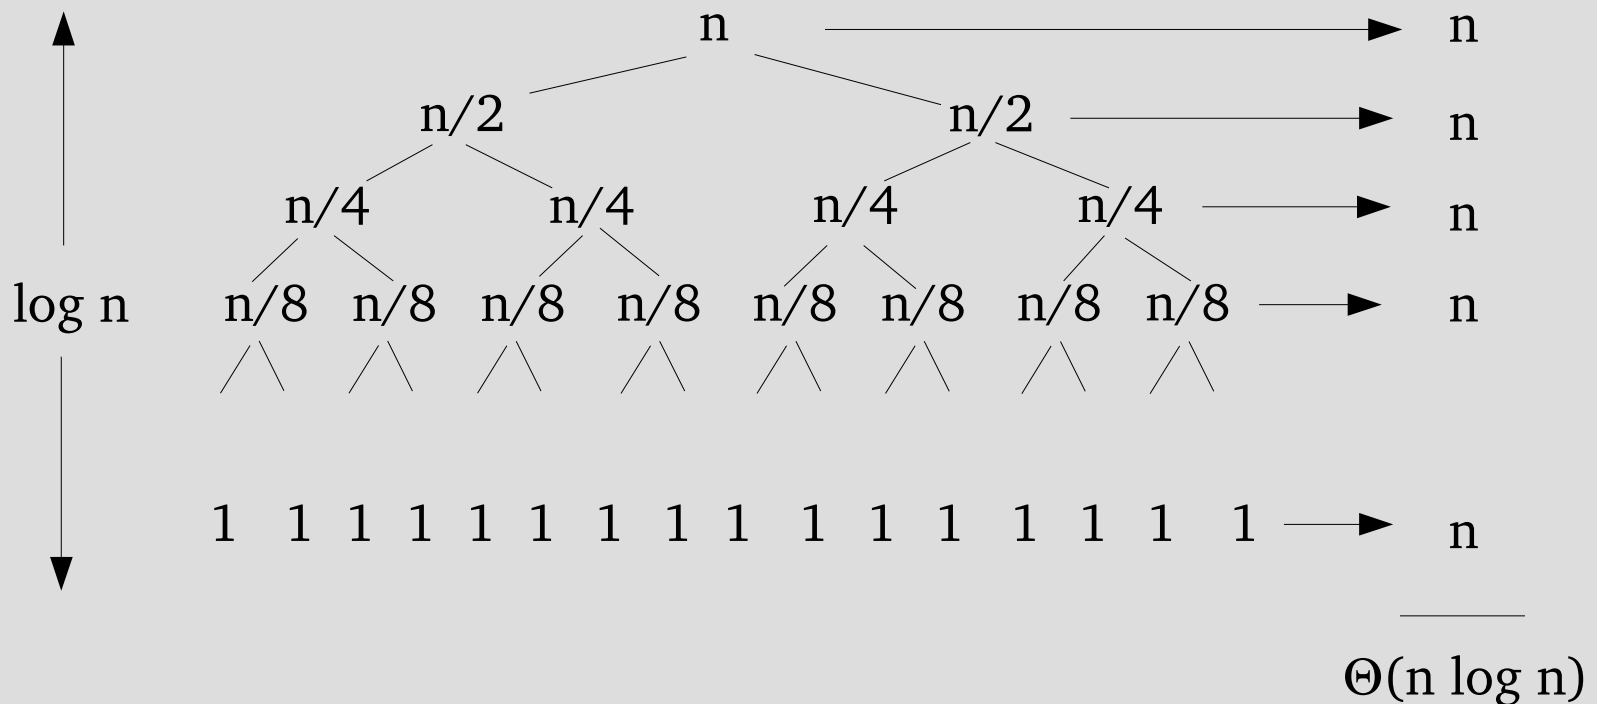 n n
n/2 n/2 n
n/4 n/4 n/4 n/4 n
log n n/8 n/8 n/8 n/8 n/8 n/8 n/8 n/8 n
1 1 1 1 1 1 1 1 1 1 1 1 1 1 1 1 n
Θ(n log n)